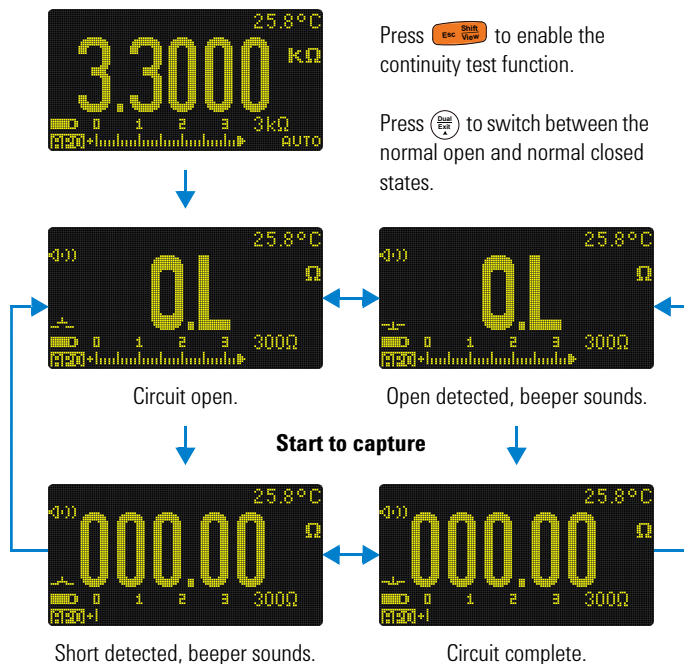 25.8°C
3.3000 kΩ
0 1 2 3 3kΩ
APO AUTO
Press Esc Shift View to enable the
continuity test function.
Press Dual Exit to switch between the
normal open and normal closed
states.
25.8°C
O.L Ω
0 1 2 3 300Ω
APO
Circuit open.
25.8°C
O.L Ω
0 1 2 3 300Ω
APO
Open detected, beeper sounds.
Start to capture
25.8°C
000.00 Ω
0 1 2 3 300Ω
APO
Short detected, beeper sounds.
25.8°C
000.00 Ω
0 1 2 3 300Ω
APO
Circuit complete.